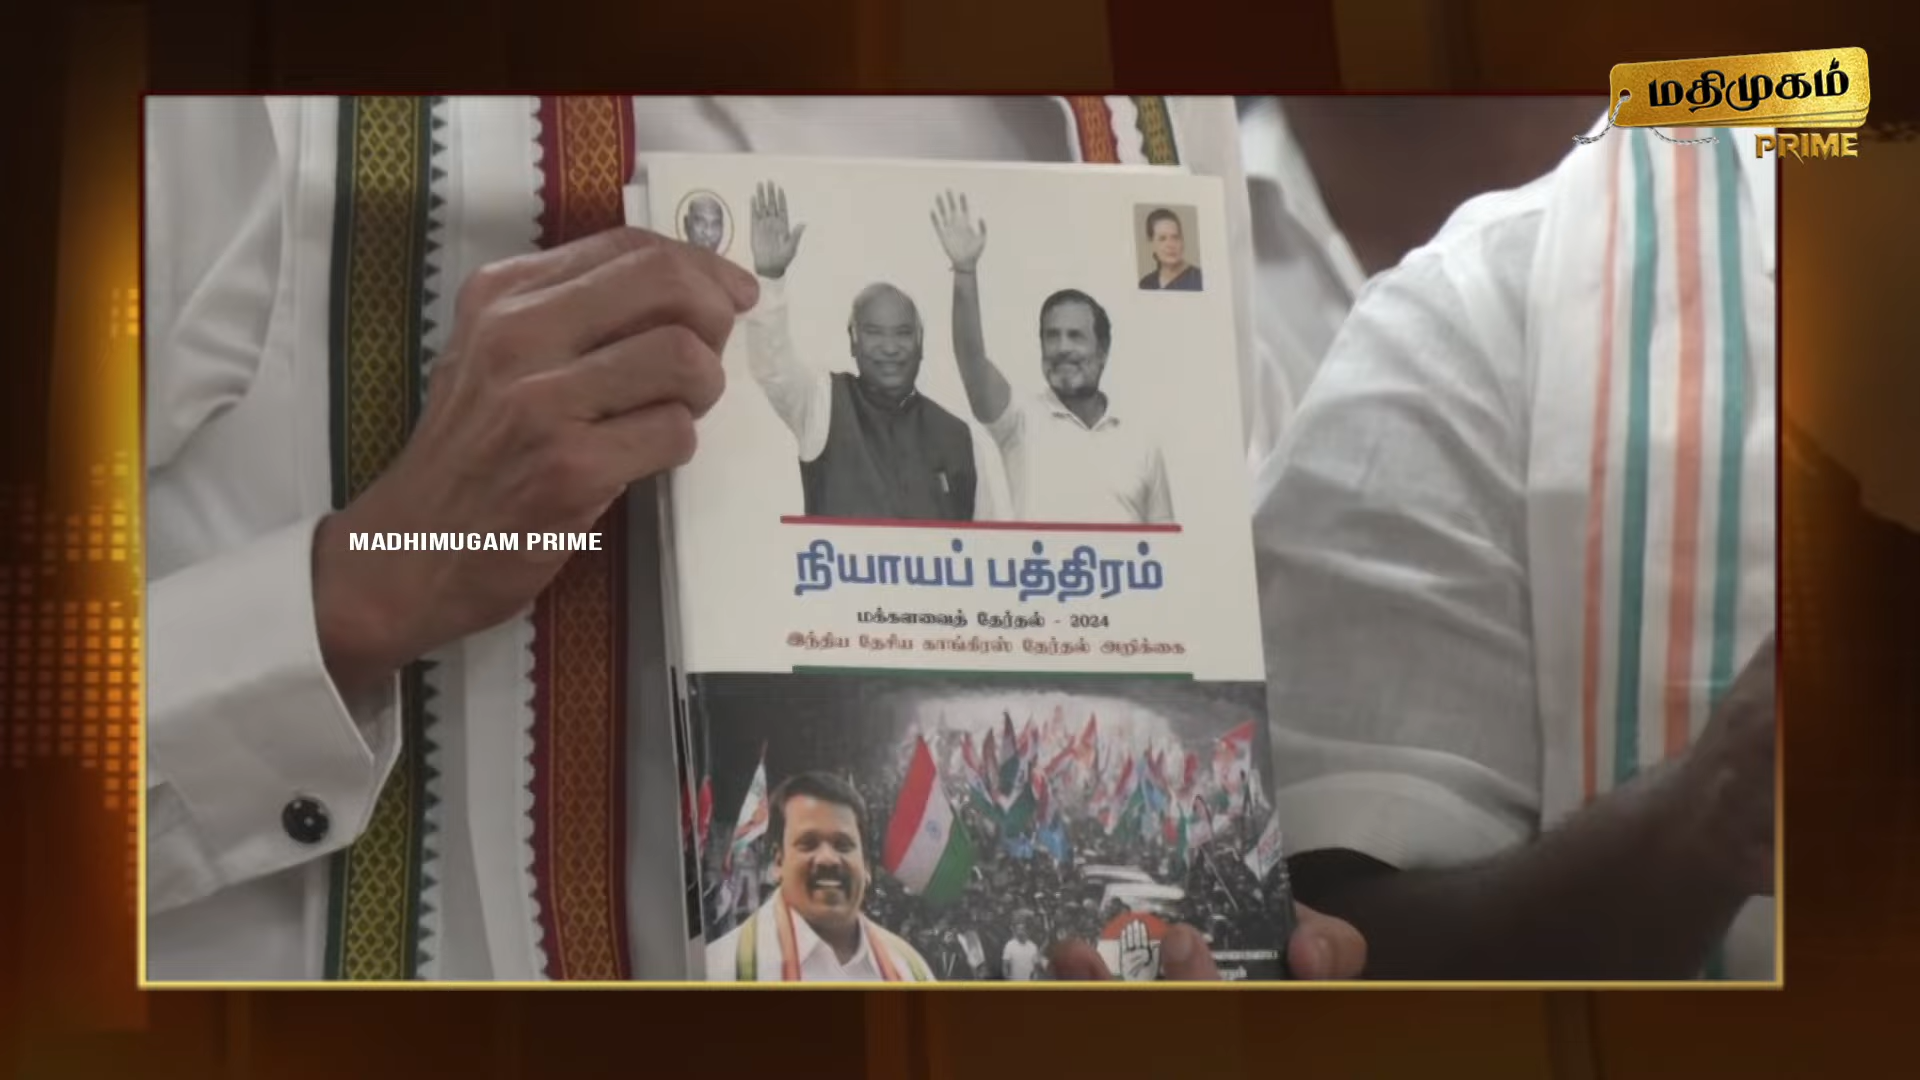 மதிமுகம்
PRIME
MADHIMUGAM PRIME
நியாயப் பத்திரம்
மக்களவைத் தேர்தல் - 2024
இந்திய தேசிய காங்கிரஸ் தேர்தல் அறிக்கை